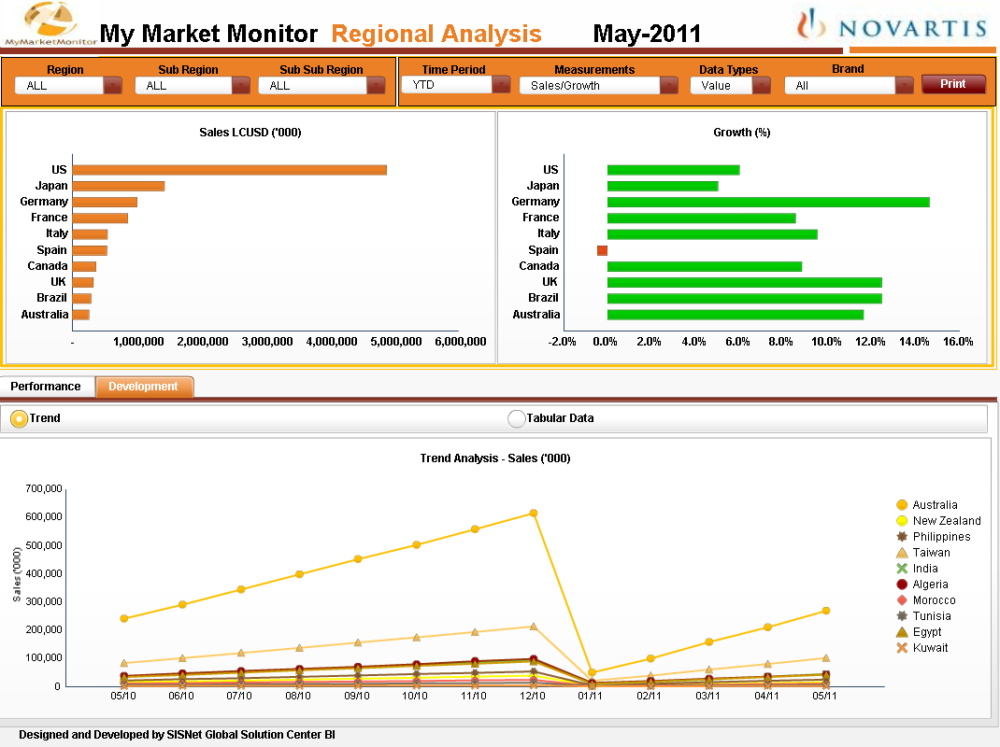 MyMarketMonitor
My Market Monitor Regional Analysis May-2011
NOVARTIS
Region Sub Region Sub Sub Region Time Period Measurements Data Types Brand
ALL ALL ALL YTD Sales/Growth Value All Print
Sales LCUSD ('000)
US
Japan
Germany
France
Italy
Spain
Canada
UK
Brazil
Australia
- 1,000,000 2,000,000 3,000,000 4,000,000 5,000,000 6,000,000
Growth (%)
US
Japan
Germany
France
Italy
Spain
Canada
UK
Brazil
Australia
-2.0% 0.0% 2.0% 4.0% 6.0% 8.0% 10.0% 12.0% 14.0% 16.0%
Performance Development
Trend Tabular Data
Trend Analysis - Sales ('000)
Sales ('000)
700,000
600,000
500,000
400,000
300,000
200,000
100,000
0
05/10 06/10 07/10 08/10 09/10 10/10 11/10 12/10 01/11 02/11 03/11 04/11 05/11
Australia
New Zealand
Philippines
Taiwan
India
Algeria
Morocco
Tunisia
Egypt
Kuwait
Designed and Developed by SISNet Global Solution Center BI